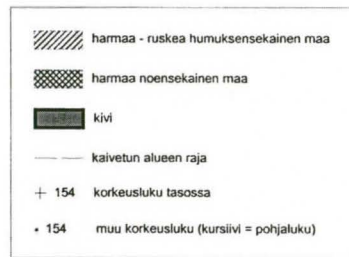 harmaa - ruskea humuksensekainen maa
harmaa noensekainen maa
kivi
kaivetun alueen raja
+ 154 korkeusluku tasossa
• 154 muu korkeusluku (kursiivi = pohjaluku)